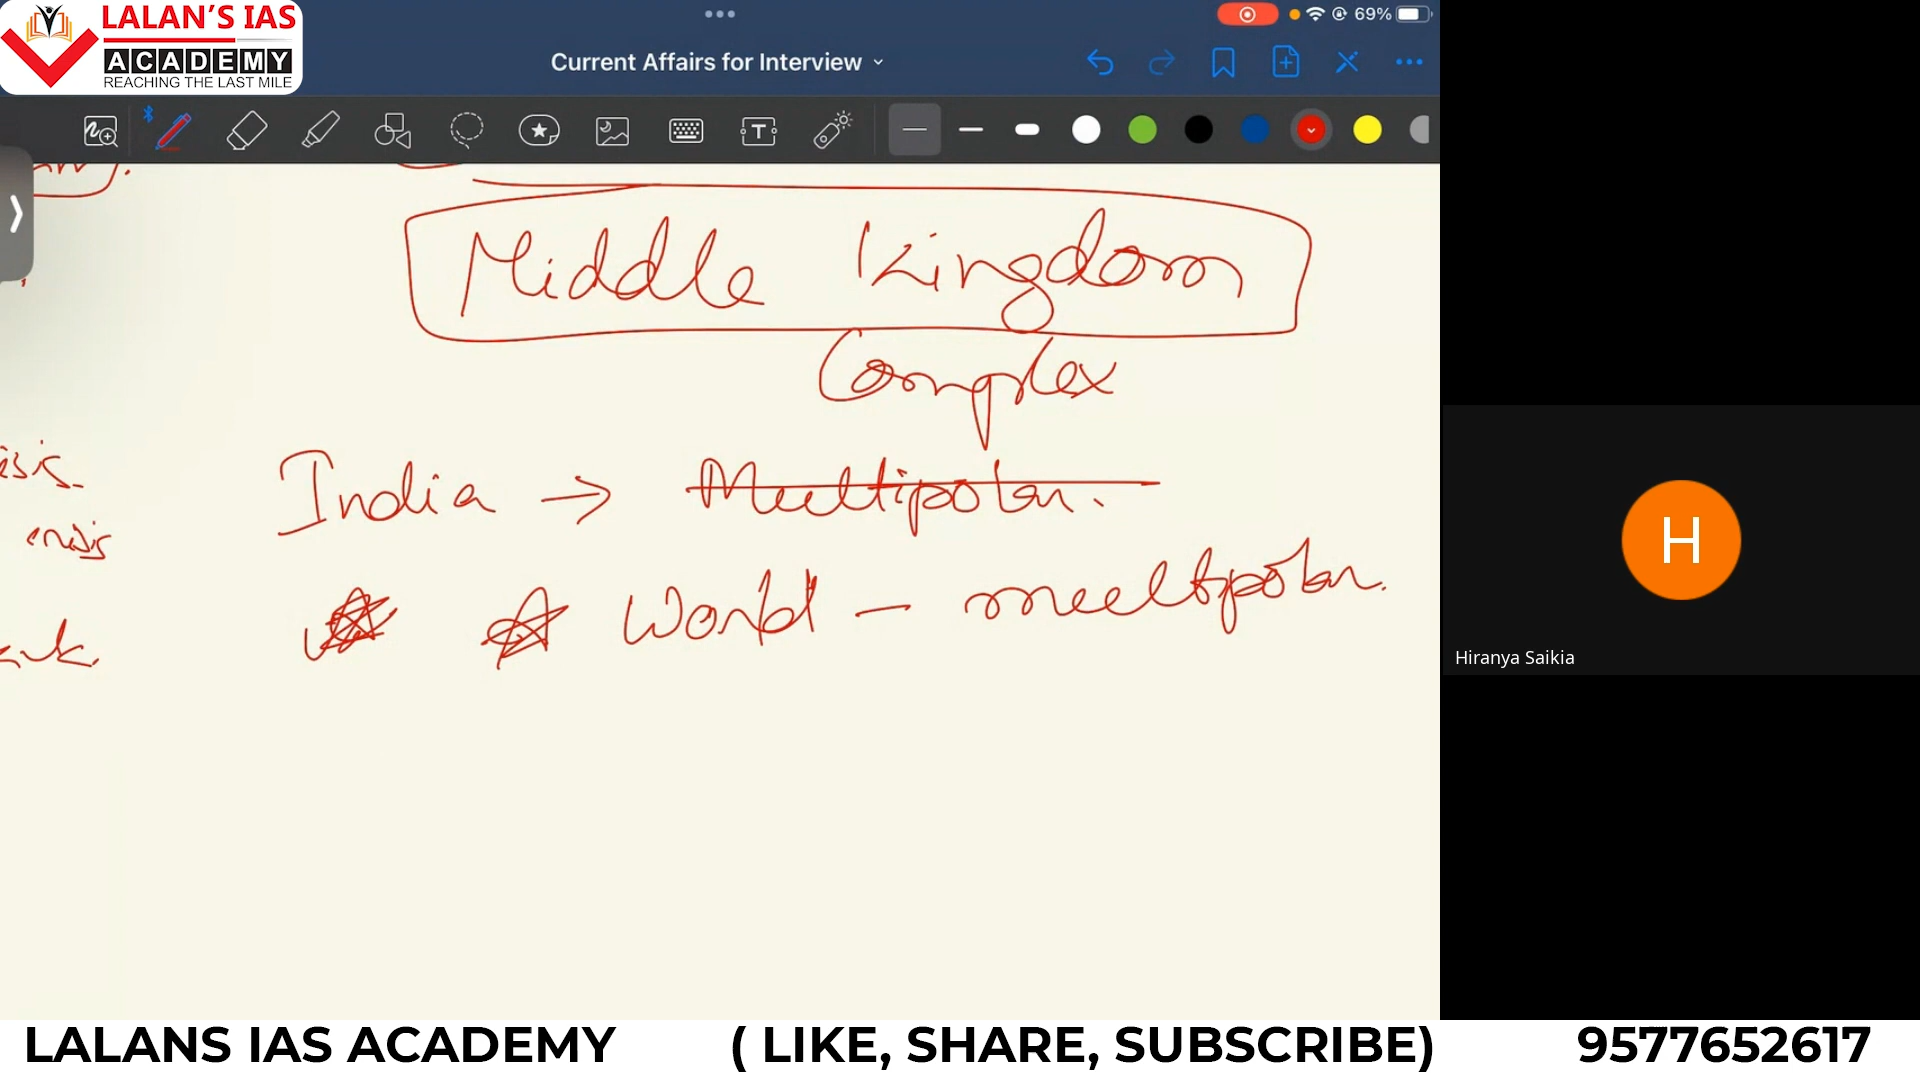 LALAN'S IAS
ACADEMY
REACHING THE LAST MILE
69%
Current Affairs for Interview
T
Middle Kingdom
Complex
India → Multipolar.
World – multipolar.
crisis
H
Hiranya Saikia
LALANS IAS ACADEMY ( LIKE, SHARE, SUBSCRIBE) 9577652617